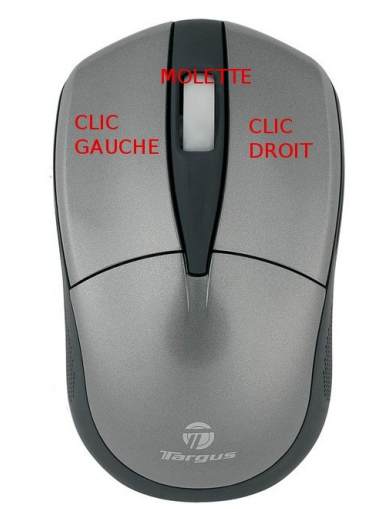 MOLETTE
CLIC
GAUCHE
CLIC
DROIT
Targus